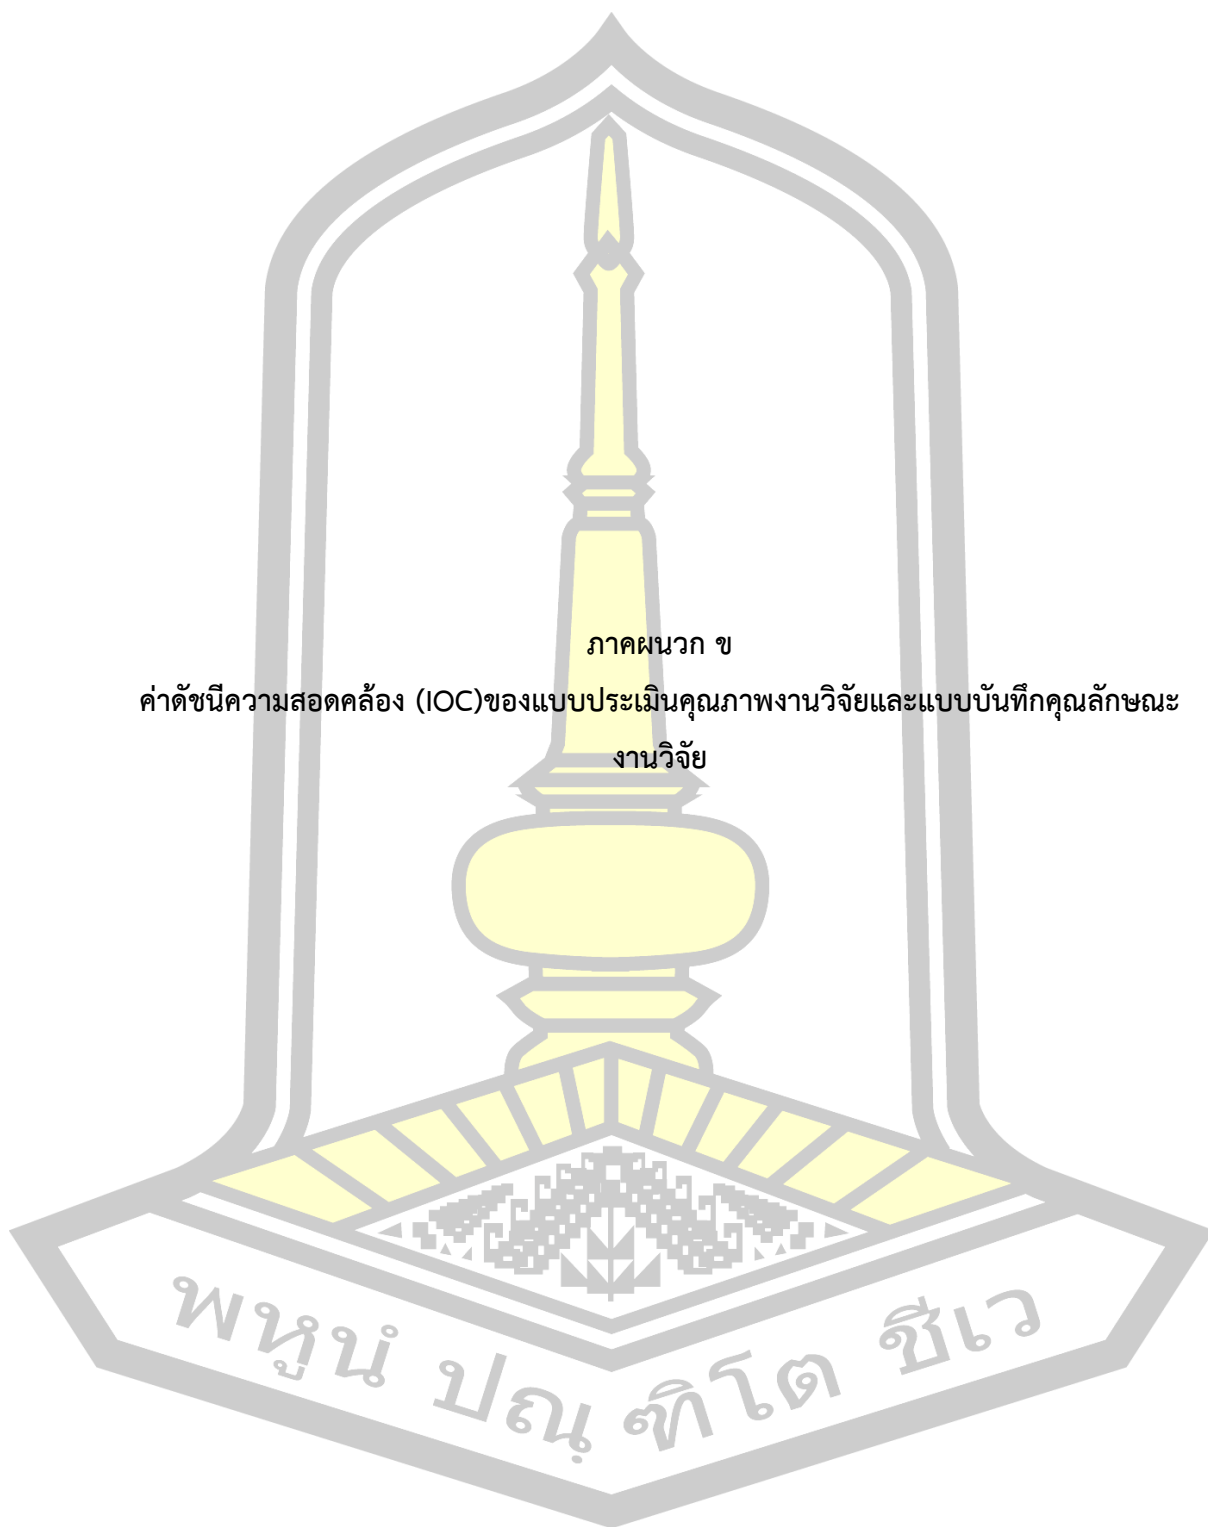 ภาคผนวก ข
ค่าดัชนีความสอดคล้อง (IOC)ของแบบประเมินคุณภาพงานวิจัยและแบบบันทึกคุณลักษณะ
งานวิจัย
พหูนํ ปณฺฑิโต ชีเว